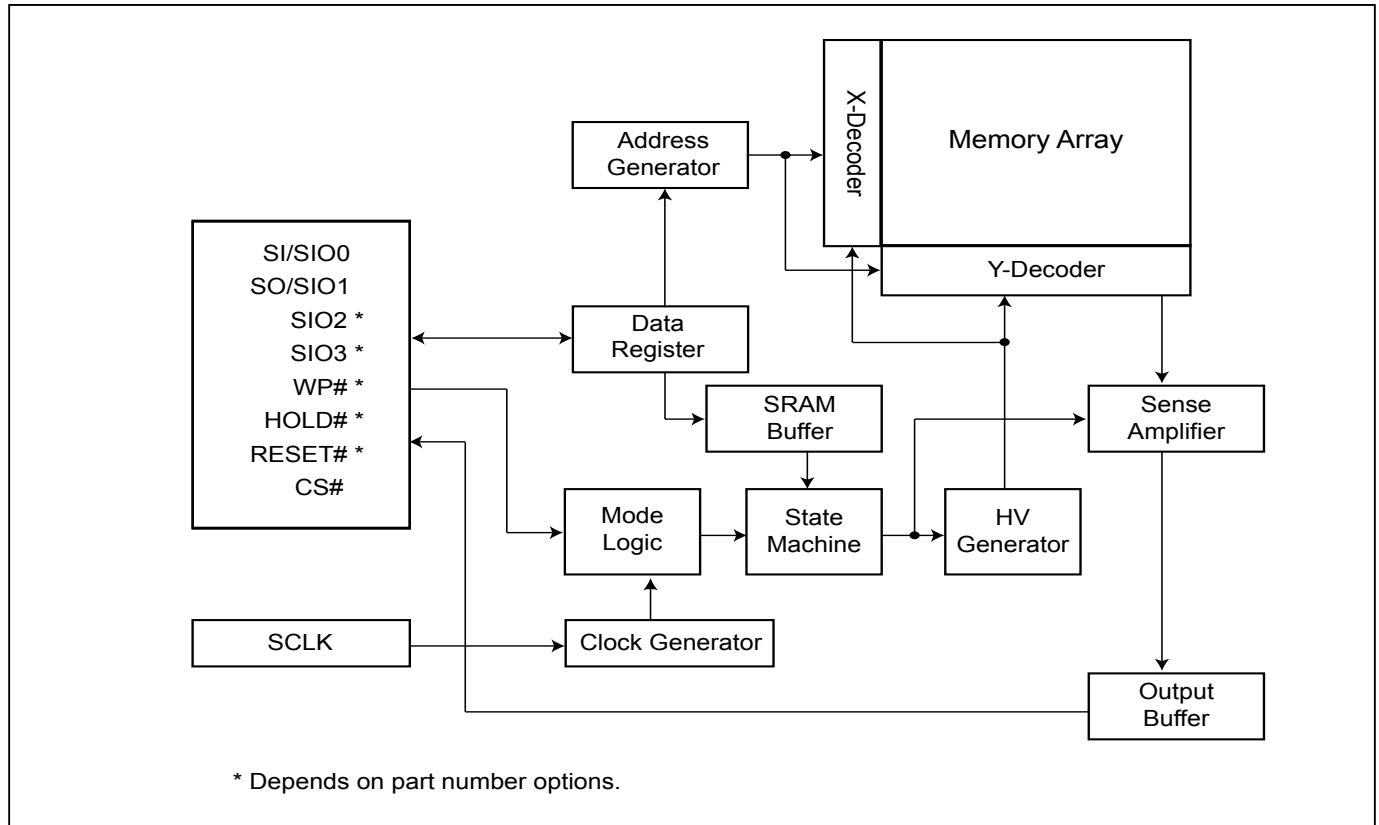 X-Decoder
Memory Array
Address
Generator
SI/SIO0
SO/SIO1
SIO2 *
SIO3 *
WP# *
HOLD# *
RESET# *
CS#
Y-Decoder
Data
Register
SRAM
Buffer
Sense
Amplifier
Mode
Logic
State
Machine
HV
Generator
SCLK
Clock Generator
Output
Buffer
* Depends on part number options.